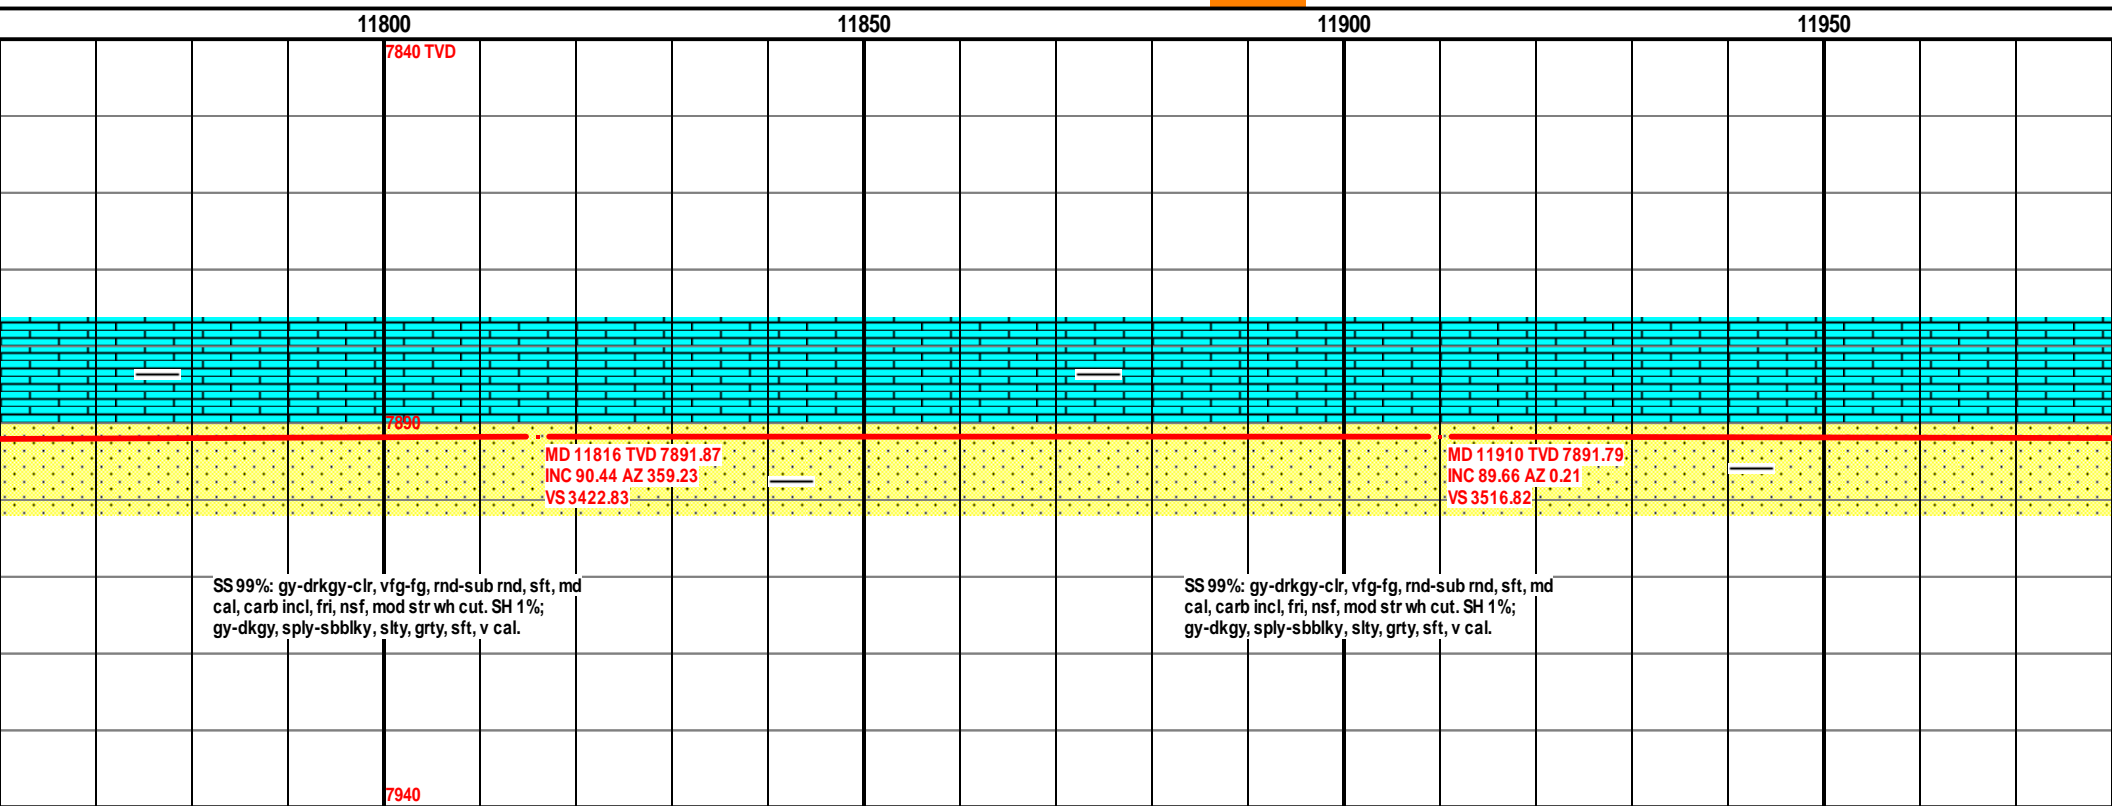 11800
11850
11900
11950
7840 TVD
7890
MD 11816 TVD 7891.87
INC 90.44 AZ 359.23
VS 3422.83
MD 11910 TVD 7891.79
INC 89.66 AZ 0.21
VS 3516.82
SS 99%: gy-drkgy-clr, vfg-fg, rnd-sub rnd, sft, md
cal, carb incl, fri, nsf, mod str wh cut. SH 1%;
gy-dkgy, sply-sbblky, slty, grty, sft, v cal.
SS 99%: gy-drkgy-clr, vfg-fg, rnd-sub rnd, sft, md
cal, carb incl, fri, nsf, mod str wh cut. SH 1%;
gy-dkgy, sply-sbblky, slty, grty, sft, v cal.
7940